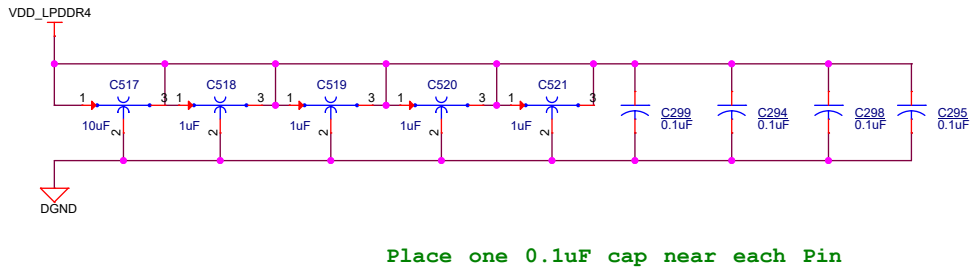 VDD_LPDDR4
C517 C518 C519 C520 C521
1 3 1 3 1 3 1 3 1 3
C299 C294 C298 C295
10uF 1uF 1uF 1uF 1uF
0.1uF 0.1uF 0.1uF 0.1uF
2 2 2 2 2
DGND
Place one 0.1uF cap near each Pin